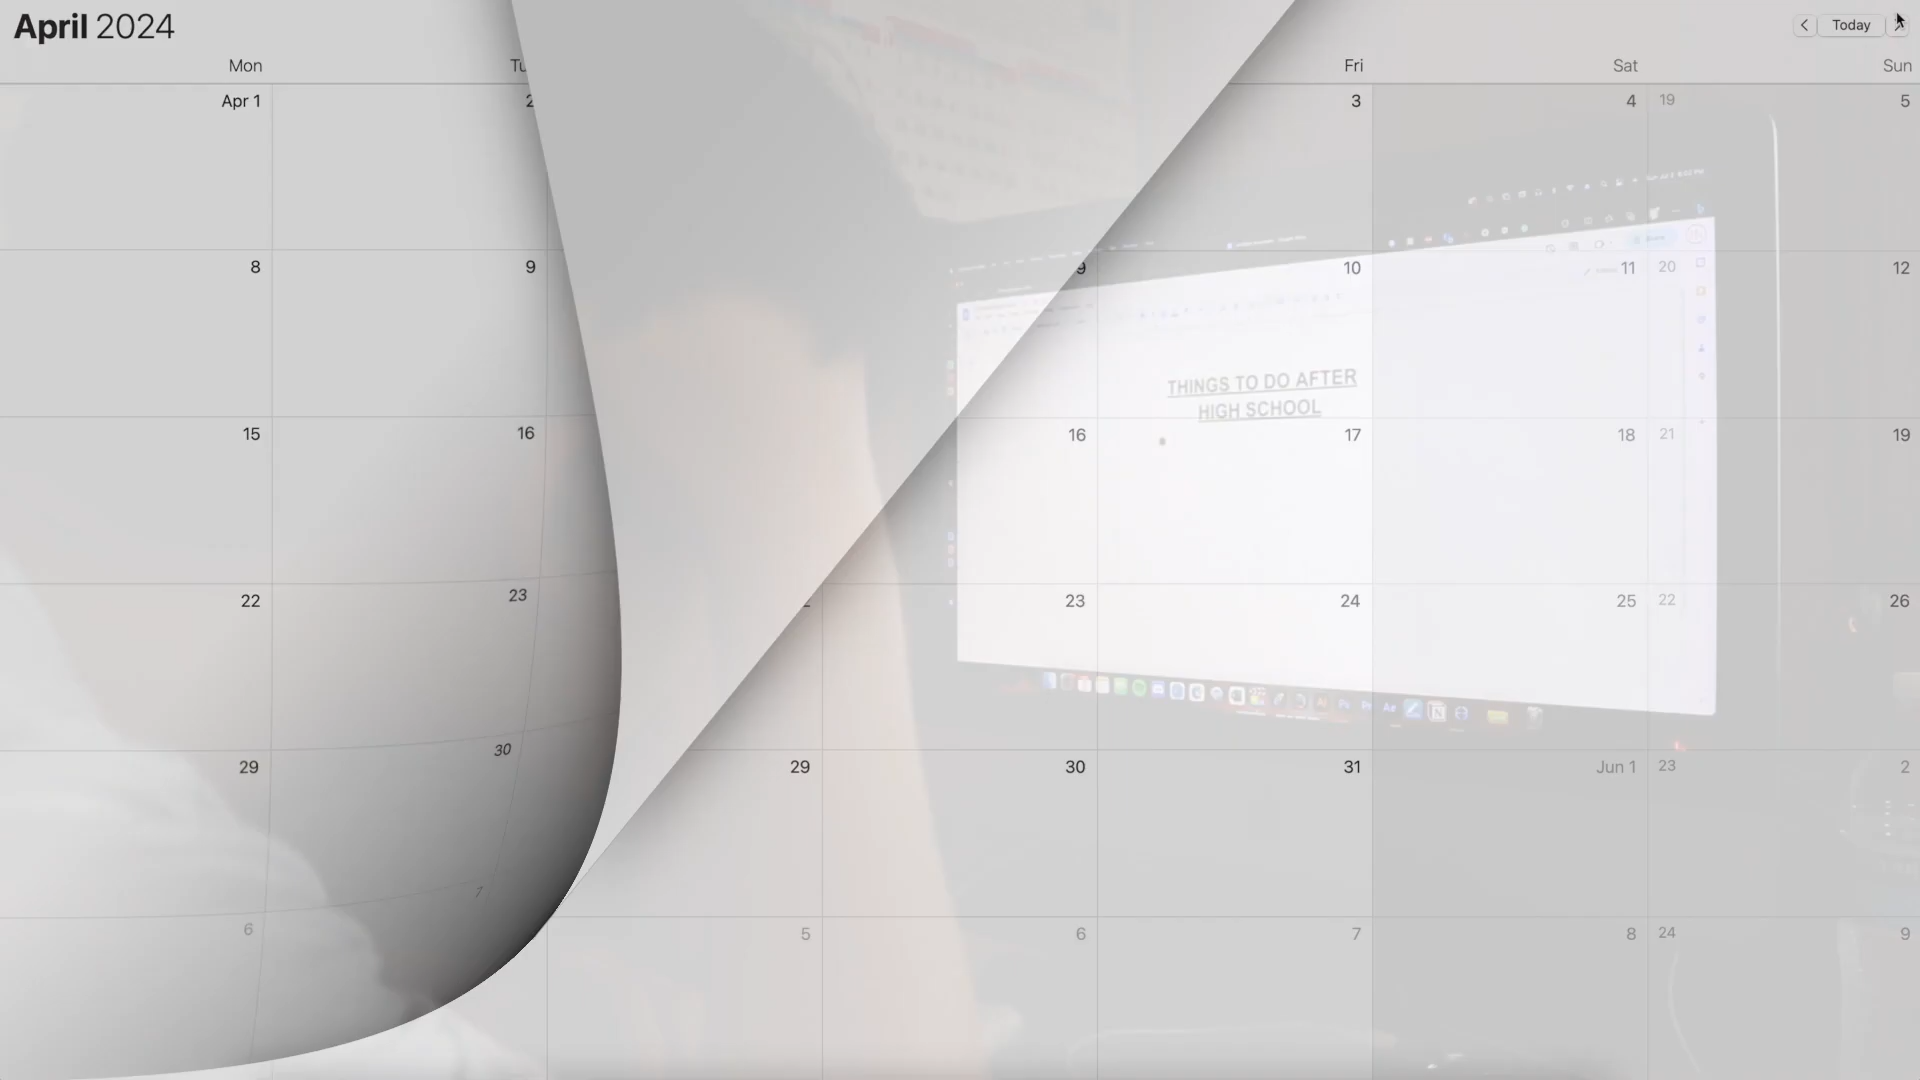 April 2024
Today
Mon
Fri Sat Sun
Apr 1 2 3 4 19 5
8 9 9 10 11 20 12
15 16 16 17 18 21 19
22 23 23 24 25 22 26
29 30 29 30 31 Jun 1 23 2
6 7 5 6 7 8 24 9
THINGS TO DO AFTER
HIGH SCHOOL